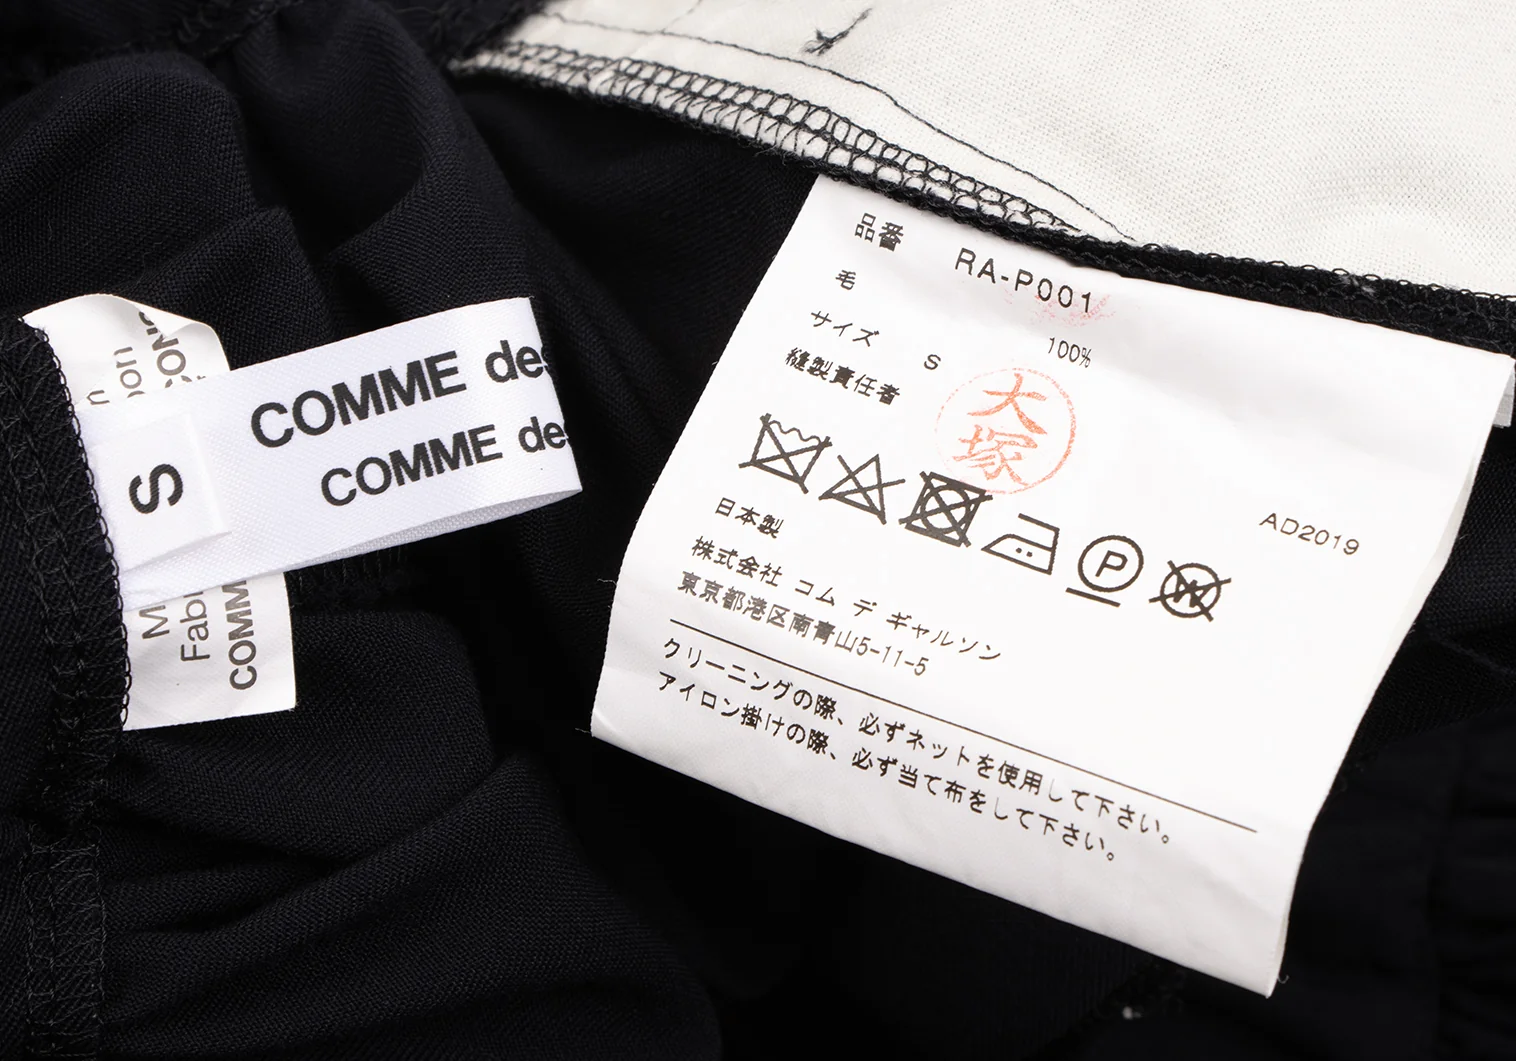 COMME des
COMME de
S
M
Fabr
COMM
品番 RA-P001
毛 100%
サイズ S
縫製責任者
大塚
P
W
日本製
AD2019
株式会社 コム デ ギャルソン
東京都港区南青山5-11-5
クリーニングの際、必ずネットを使用して下さい。
アイロン掛けの際、必ず当て布をして下さい。